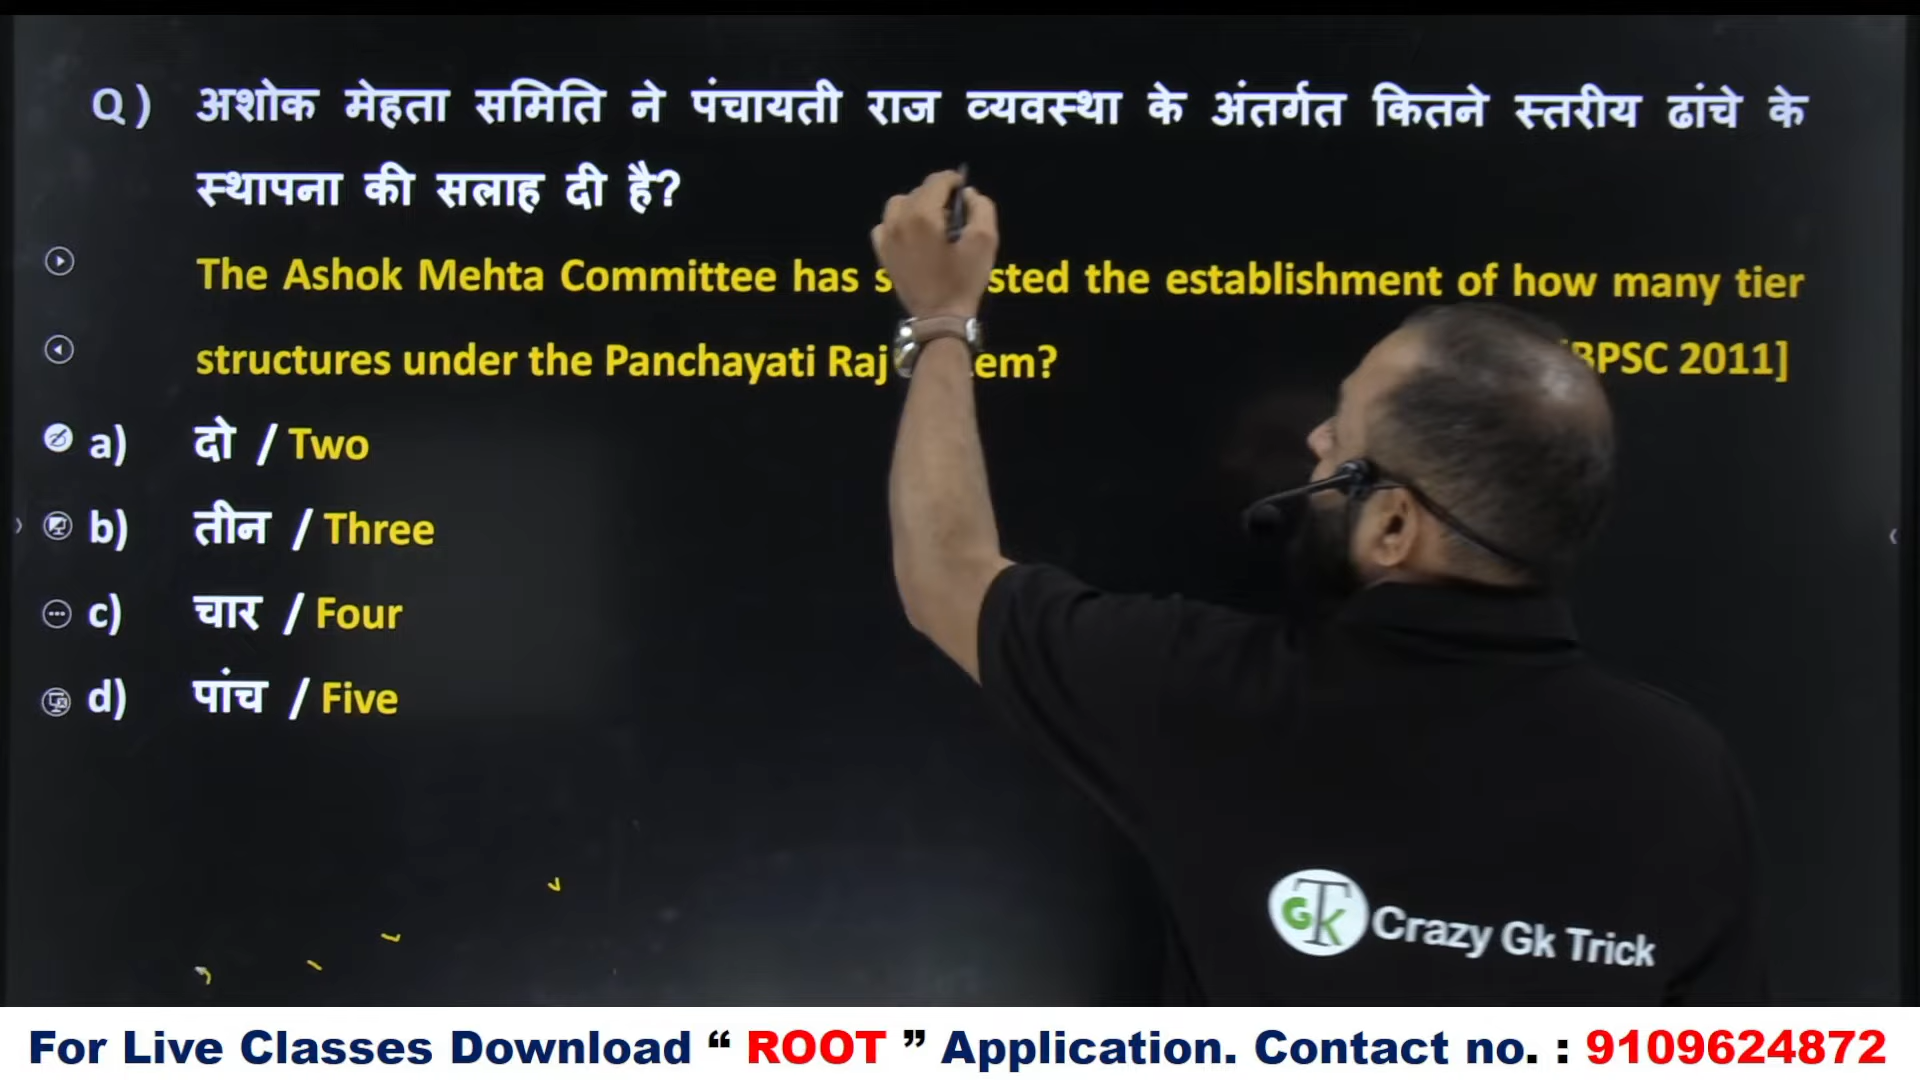 Q) अशोक मेहता समिति ने पंचायती राज व्यवस्था के अंतर्गत कितने स्तरीय ढांचे के
स्थापना की सलाह दी है?
The Ashok Mehta Committee has the establishment of how many tier
structures under the Panchayati Raj
BPSC 2011]
a) दो / Two
b) तीन / Three
c) चार / Four
d) पांच / Five
GTK Crazy Gk Trick
For Live Classes Download “ ROOT ” Application. Contact no. : 9109624872